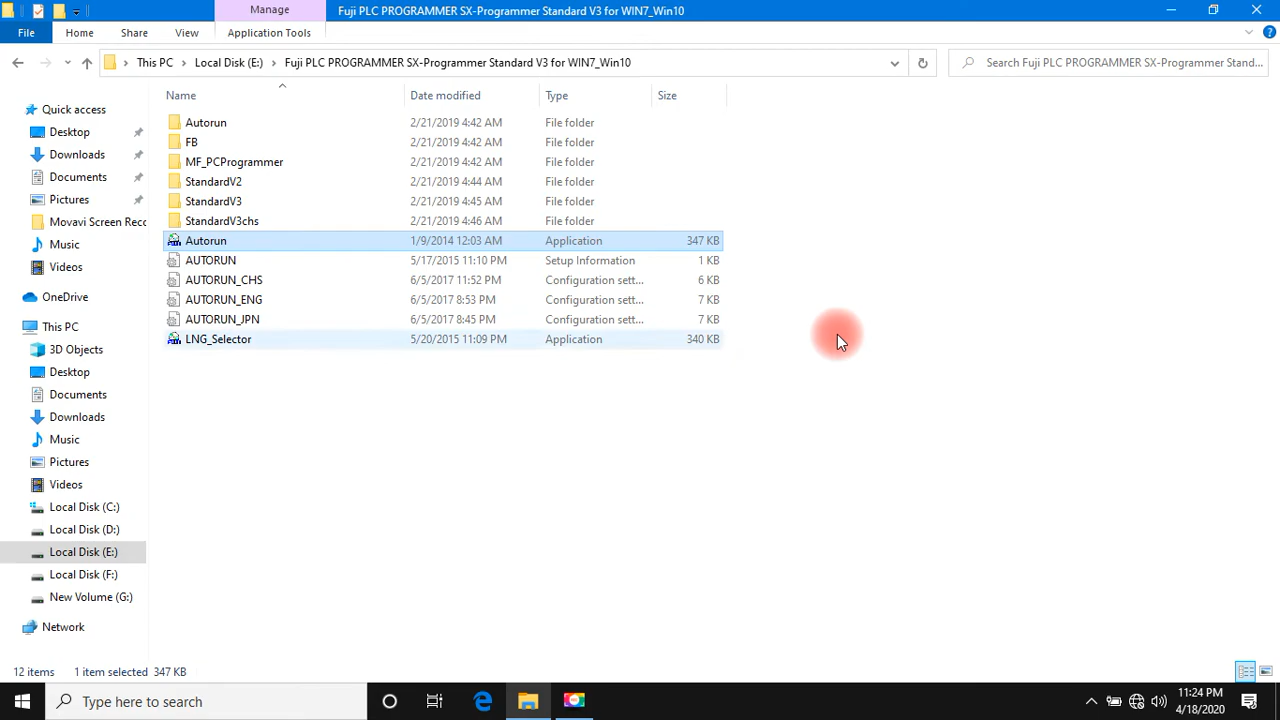 Manage
Fuji PLC PROGRAMMER SX-Programmer Standard V3 for WIN7_Win10
File Home Share View Application Tools
This PC Local Disk (E:) Fuji PLC PROGRAMMER SX-Programmer Standard V3 for WIN7_Win10
Search Fuji PLC PROGRAMMER SX-Programmer Stand...
Name Date modified Type Size
Autorun 2/21/2019 4:42 AM File folder
FB 2/21/2019 4:42 AM File folder
MF_PCProgrammer 2/21/2019 4:42 AM File folder
StandardV2 2/21/2019 4:44 AM File folder
StandardV3 2/21/2019 4:45 AM File folder
StandardV3chs 2/21/2019 4:46 AM File folder
Autorun 1/9/2014 12:03 AM Application 347 KB
AUTORUN 5/17/2015 11:10 PM Setup Information 1 KB
AUTORUN_CHS 6/5/2017 11:52 PM Configuration sett... 6 KB
AUTORUN_ENG 6/5/2017 8:53 PM Configuration sett... 7 KB
AUTORUN_JPN 6/5/2017 8:45 PM Configuration sett... 7 KB
LNG_Selector 5/20/2015 11:09 PM Application 340 KB
Quick access
Desktop
Downloads
Documents
Pictures
Movavi Screen Reco
Music
Videos
OneDrive
This PC
3D Objects
Desktop
Documents
Downloads
Music
Pictures
Videos
Local Disk (C:)
Local Disk (D:)
Local Disk (E:)
Local Disk (F:)
New Volume (G:)
Network
12 items 1 item selected 347 KB
Type here to search
11:24 PM
4/18/2020